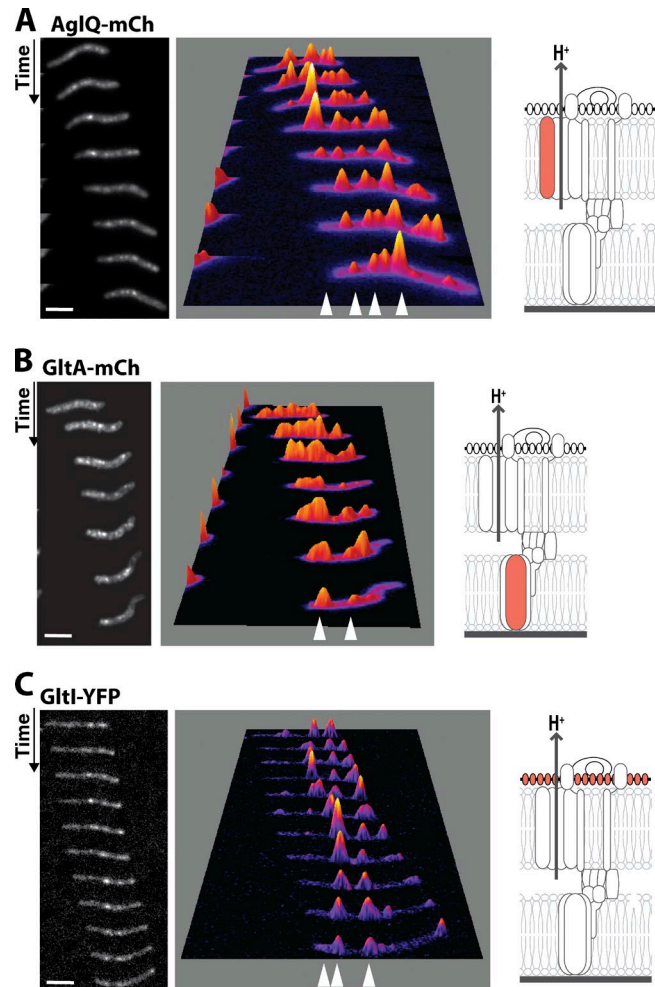 A
AglQ-mCh
Time
H+
B
GltA-mCh
Time
H+
C
GltI-YFP
Time
H+